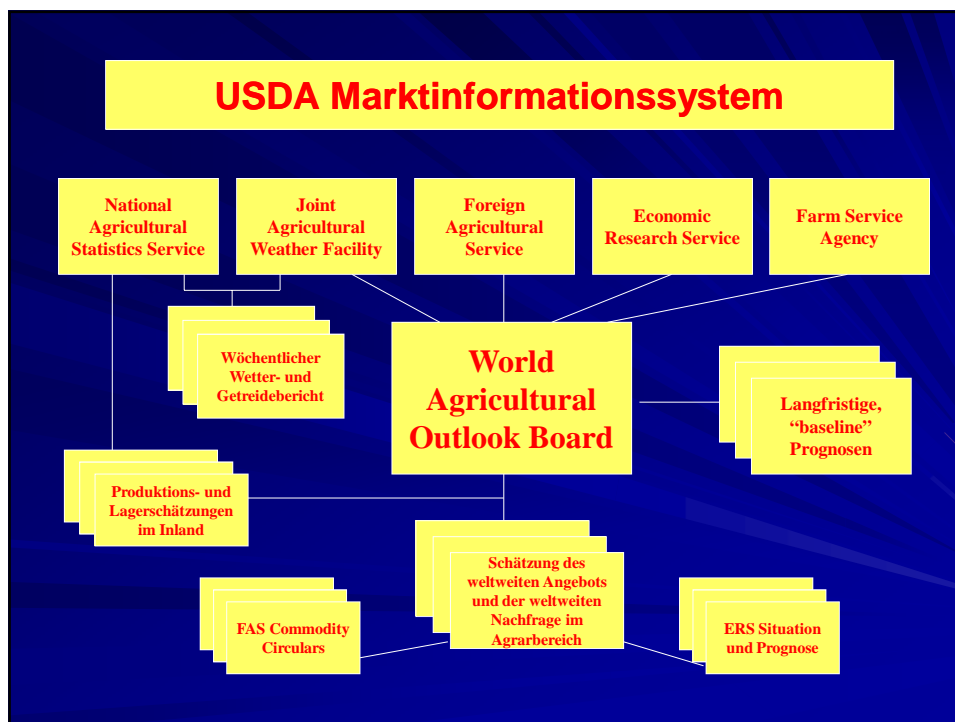 USDA Marktinformationssystem
National
Agricultural
Statistics Service
Joint
Agricultural
Weather Facility
Foreign
Agricultural
Service
Economic
Research Service
Farm Service
Agency
Wöchentlicher
Wetter- und
Getreidebericht
World
Agricultural
Outlook Board
Langfristige,
“baseline”
Prognosen
Produktions- und
Lagerschätzungen
im Inland
Schätzung des
weltweiten Angebots
und der weltweiten
Nachfrage im
Agrarbereich
FAS Commodity
Circulars
ERS Situation
und Prognose